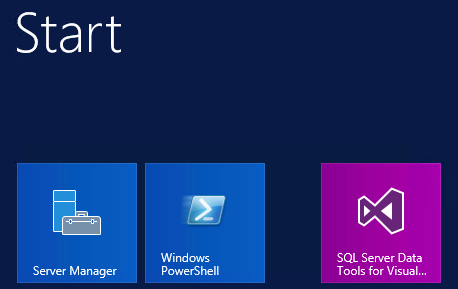 Start
Server Manager
Windows
PowerShell
SQL Server Data
Tools for Visual...